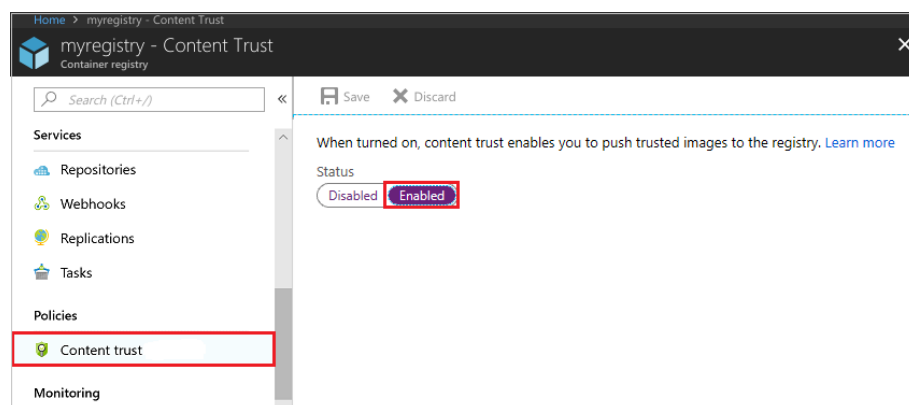 Home > myregistry - Content Trust
myregistry - Content Trust
Container registry
Search (Ctrl+/)
Save Discard
Services
Repositories
Webhooks
Replications
Tasks
Policies
Content trust
Monitoring
When turned on, content trust enables you to push trusted images to the registry. Learn more
Status
Disabled Enabled